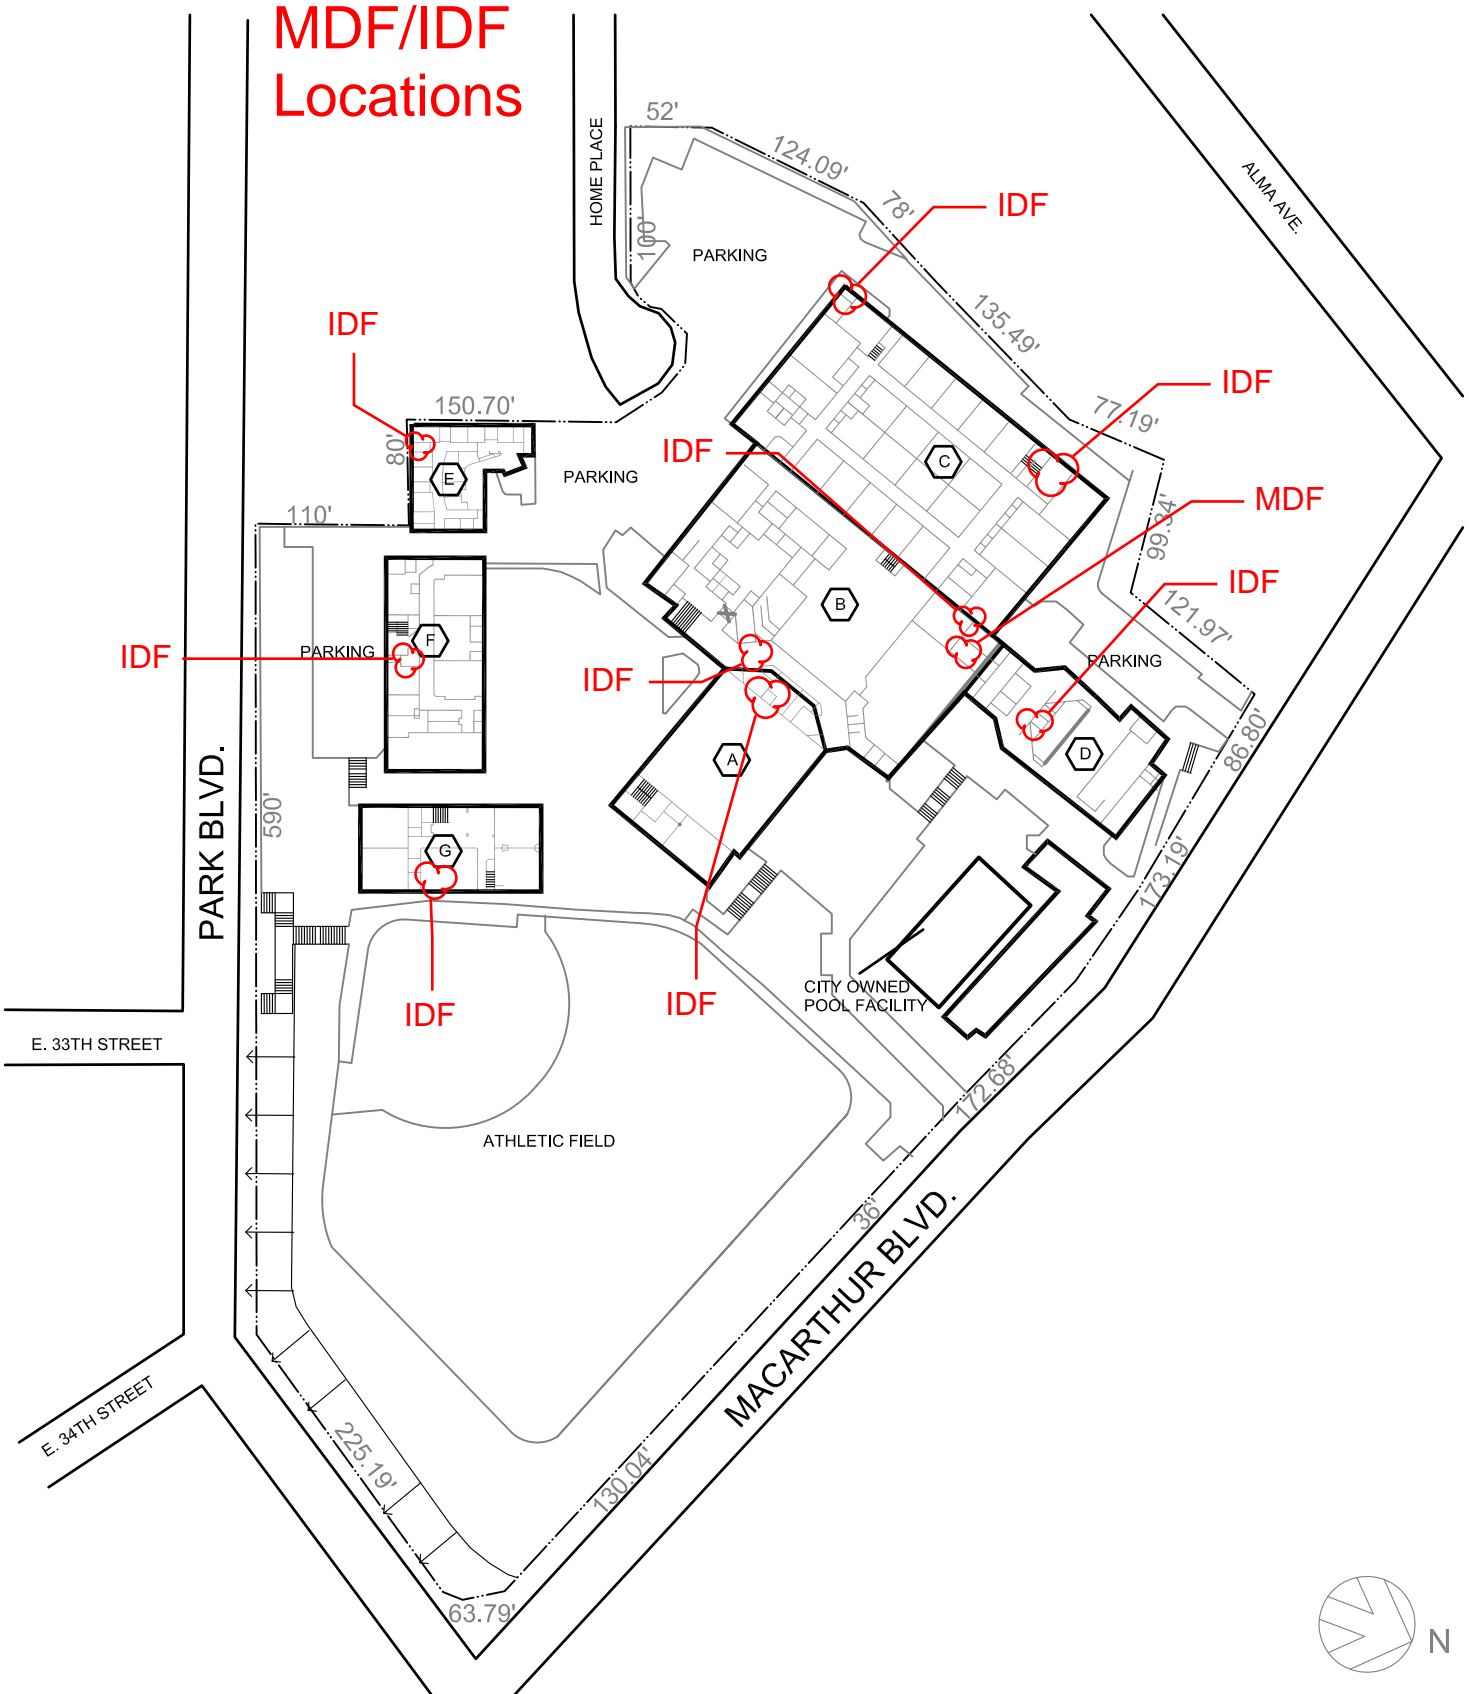 MDF/IDF
Locations
52'
124.09'
HOME PLACE
78'
IDF
ALMA AVE.
100'
PARKING
135.49'
IDF
IDF
150.70'
77.19'
80'
IDF
C
E
PARKING
MDF
110'
99.34'
IDF
B
121.97'
F
IDF
PARKING
PARKING
IDF
86.80'
D
A
PARK BLVD.
590'
G
173.19'
CITY OWNED
POOL FACILITY
IDF
IDF
E. 33TH STREET
172.68'
ATHLETIC FIELD
36'
MACARTHUR BLVD.
E. 34TH STREET
225.19'
130.04'
63.79'
N